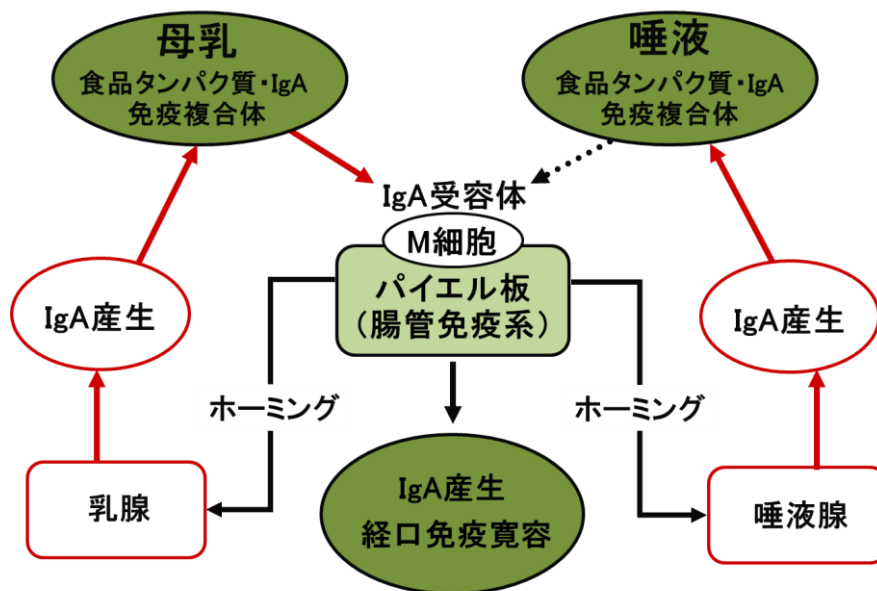 母乳
食品タンパク質・IgA
免疫複合体
唾液
食品タンパク質・IgA
免疫複合体
IgA受容体
M細胞
パイエル板
（腸管免疫系）
IgA産生
IgA産生
ホーミング
ホーミング
乳腺
IgA産生
経口免疫寛容
唾液腺